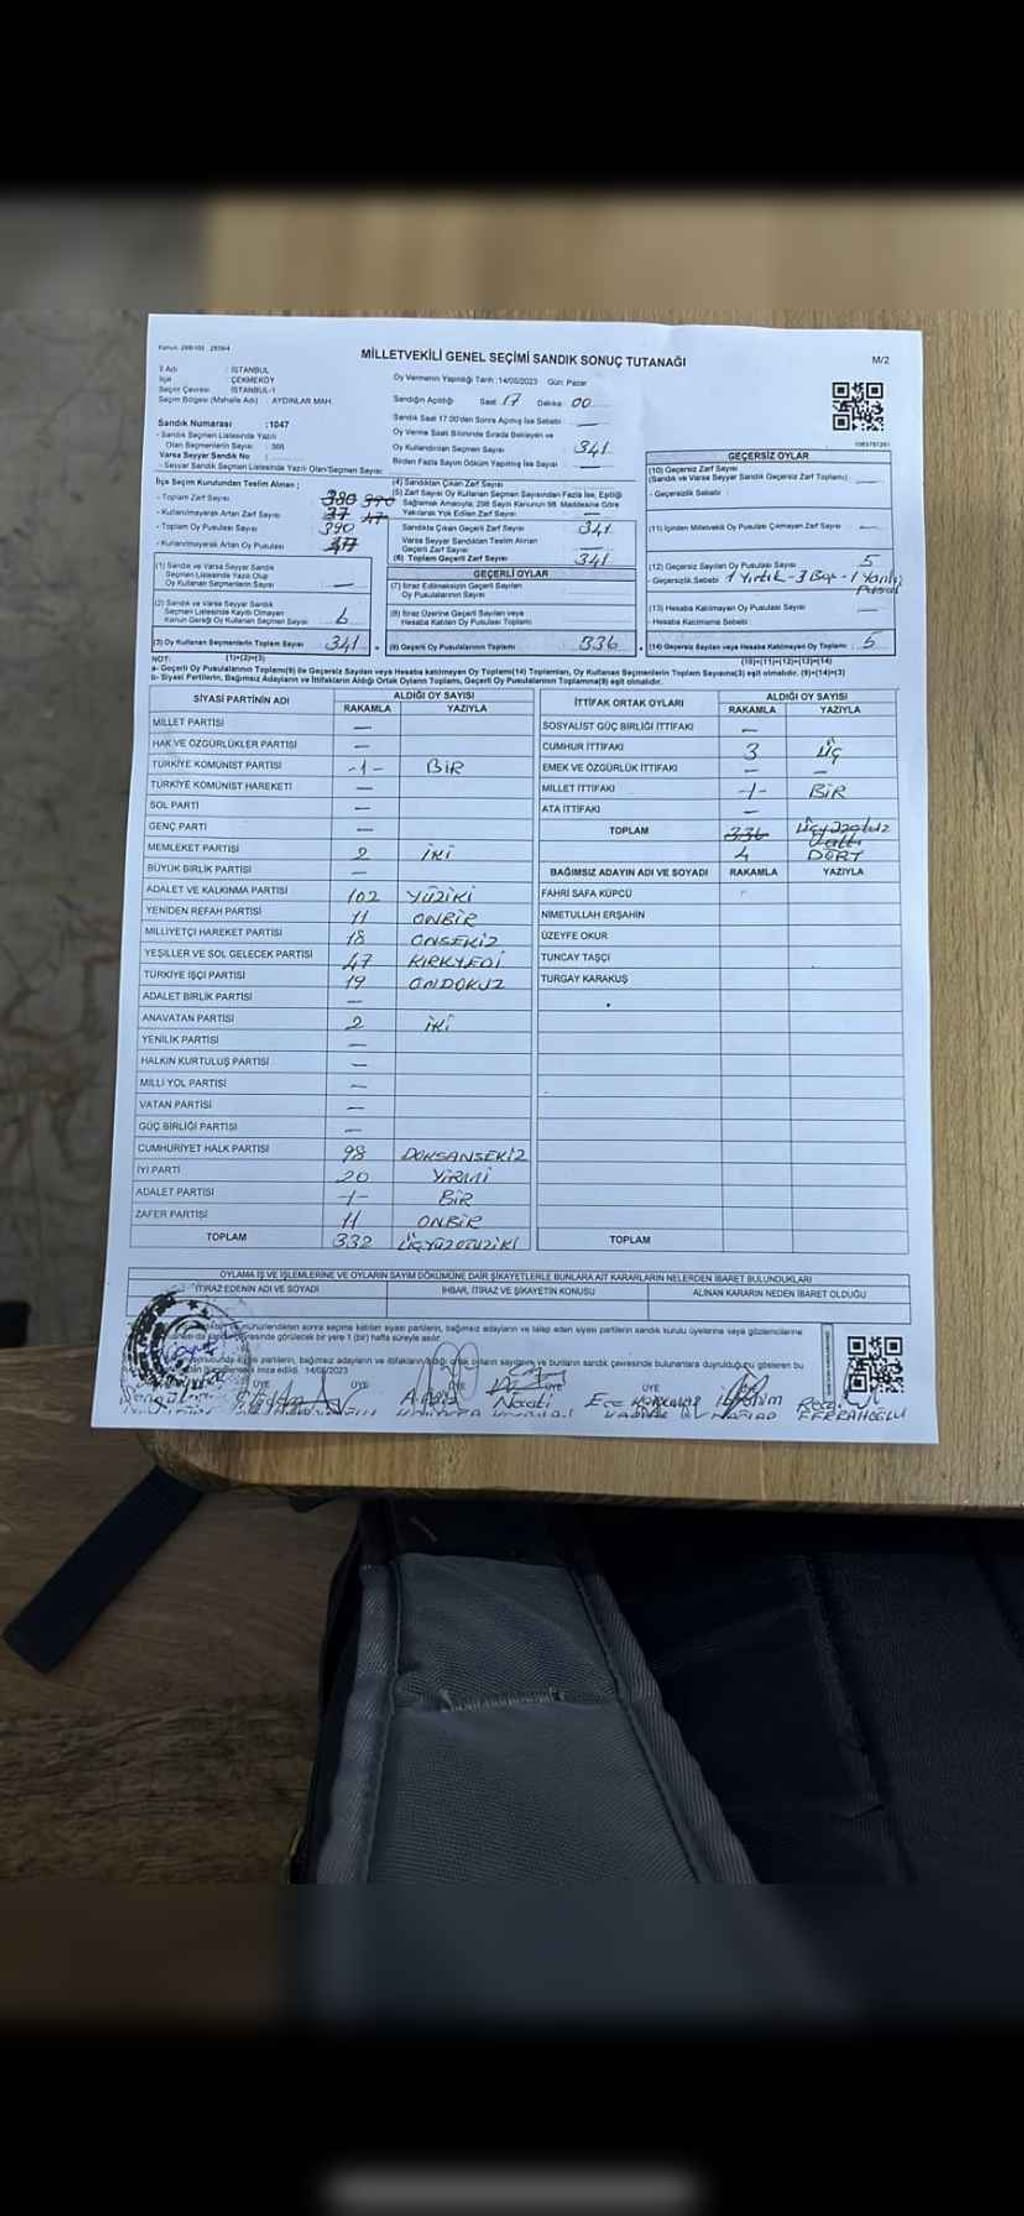 MİLLETVEKİLİ GENEL SEÇİMİ SANDIK SONUÇ TUTANAĞI
M/2
İli Adı : İSTANBUL
İlçe : ÇEKMEKÖY
Seçim Çevresi : İSTANBUL-1
Seçim Bölgesi (Mahalle Adı) : AYDINLAR MAH.
Oy Vermenin Yapıldığı Tarih : 14/05/2023 Gün: Pazar
Sandığın Açıldığı Saat 17 Dakika 00
Sandık Numarası :1047
- Sandık Seçmen Listesinde Yazılı
Olan Seçmenlerin Sayısı
Varsa Seyyar Sandık No
- Seyyar Sandık Seçmen Listesinde Yazılı Olan Seçmen Sayısı
Sandık Saat 17:00'den Sonra Açılmış İse Sebebi
Oy Verme Saati Bitiminde Sırada Bekleyen ve
Oy Kullandırılan Seçmen Sayısı 341
Birden Fazla Sayım Döküm Yapılmış İse Sayısı —
İlçe Seçim Kurulundan Teslim Alınan ;
- Toplam Zarf Sayısı 380 390
- Kullanılmayarak Artan Zarf Sayısı 37 47
- Toplam Oy Pusulası Sayısı 390
- Kullanılmayarak Artan Oy Pusulası
(1) Sandık ve Varsa Seyyar Sandık
Seçmen Listesinde Yazılı Olup
Oy Kullanan Seçmenlerin Sayısı —
(2) Sandık ve Varsa Seyyar Sandık
Seçmen Listesinde Kayıtlı Olmayan
Kanun Gereği Oy Kullanan Seçmen Sayısı 6
(3) Oy Kullanan Seçmenlerin Toplam Sayısı 341
(1)+(2)=(3)
(4) Sandıktan Çıkan Zarf Sayısı
(5) Zarf Sayısı Oy Kullanan Seçmen Sayısından Fazla İse, Eşitliği
Sağlamak Amacıyla, 298 Sayılı Kanunun 98. Maddesine Göre
Yakılarak Yok Edilen Zarf Sayısı —
Sandıkta Çıkan Geçerli Zarf Sayısı 341
Varsa Seyyar Sandıktan Teslim Alınan
Geçerli Zarf Sayısı —
(6) Toplam Geçerli Zarf Sayısı 341
GEÇERLİ OYLAR
(7) İtiraz Edilmeksizin Geçerli Sayılan
Oy Pusulalarının Sayısı
(8) İtiraz Üzerine Geçerli Sayılan veya
Hesaba Katılan Oy Pusulası Toplamı
(9) Geçerli Oy Pusulalarının Toplamı 336
GEÇERSİZ OYLAR
(10) Geçersiz Zarf Sayısı
(Sandık ve Varsa Seyyar Sandık Geçersiz Zarf Toplamı) —
- Geçersizlik Sebebi :
(11) İçinden Milletvekili Oy Pusulası Çıkmayan Zarf Sayısı —
(12) Geçersiz Sayılan Oy Pusulası Sayısı 5
- Geçersizlik Sebebi 1 Yırtık - 3 Boş - 1 Yanlış
Pusula
(13) Hesaba Katılmayan Oy Pusulası Sayısı —
- Hesaba Katılmama Sebebi
(14) Geçersiz Sayılan veya Hesaba Katılmayan Oy Toplamı 5
(10)+(11)+(12)+(13)=(14)
NOT:
a- Geçerli Oy Pusulalarının Toplamı(9) ile Geçersiz Sayılan veya Hesaba katılmayan Oy Toplamı(14) Toplamları, Oy Kullanan Seçmenlerin Toplam Sayısına(3) eşit olmalıdır. (9)+(14)=(3)
b- Siyasi Partilerin, Bağımsız Adayların ve İttifakların Aldığı Ortak Oyların Toplamı, Geçerli Oy Pusulalarının Toplamına(9) eşit olmalıdır.
SİYASİ PARTİNİN ADI ALDIĞI OY SAYISI
RAKAMLA YAZIYLA
MİLLET PARTİSİ —
HAK VE ÖZGÜRLÜKLER PARTİSİ —
TÜRKİYE KOMÜNİST PARTİSİ -1- BİR
TÜRKİYE KOMÜNİST HAREKETİ —
SOL PARTİ —
GENÇ PARTİ —
MEMLEKET PARTİSİ 2 İKİ
BÜYÜK BİRLİK PARTİSİ —
ADALET VE KALKINMA PARTİSİ 102 YÜZİKİ
YENİDEN REFAH PARTİSİ 11 ONBİR
MİLLİYETÇİ HAREKET PARTİSİ 18 ONSEKİZ
YEŞİLLER VE SOL GELECEK PARTİSİ 47 KIRKYEDİ
TÜRKİYE İŞÇİ PARTİSİ 19 ONDOKUZ
ADALET BİRLİK PARTİSİ —
ANAVATAN PARTİSİ 2 İKİ
YENİLİK PARTİSİ —
HALKIN KURTULUŞ PARTİSİ —
MİLLİ YOL PARTİSİ —
VATAN PARTİSİ —
GÜÇ BİRLİĞİ PARTİSİ —
CUMHURİYET HALK PARTİSİ 98 DOKSANSEKİZ
İYİ PARTİ 20 YİRMİ
ADALET PARTİSİ -1- BİR
ZAFER PARTİSİ 11 ONBİR
TOPLAM 332 ÜÇYÜZOTUZİKİ
İTTİFAK ORTAK OYLARI ALDIĞI OY SAYISI
RAKAMLA YAZIYLA
SOSYALİST GÜÇ BİRLİĞİ İTTİFAKI —
CUMHUR İTTİFAKI 3 ÜÇ
EMEK VE ÖZGÜRLÜK İTTİFAKI — —
MİLLET İTTİFAKI -1- BİR
ATA İTTİFAKI —
TOPLAM 336 Üçyüzotuz
altı
4 DÖRT
BAĞIMSIZ ADAYIN ADI VE SOYADI RAKAMLA YAZIYLA
FAHRİ SAFA KÜPCÜ
NİMETULLAH ERŞAHİN
ÜZEYFE OKUR
TUNCAY TAŞÇI
TURGAY KARAKUŞ
TOPLAM
OYLAMA İŞ VE İŞLEMLERİNE VE OYLARIN SAYIM DÖKÜMÜNE DAİR ŞİKAYETLERLE BUNLARA AİT KARARLARIN NELERDEN İBARET BULUNDUKLARI
İTİRAZ EDENİN ADI VE SOYADI İHBAR, İTİRAZ VE ŞİKAYETİN KONUSU ALINAN KARARIN NEDEN İBARET OLDUĞU
sonra seçime katılan siyasi partilerin, bağımsız adayların ve talep eden siyasi partilerin sandık kurulu üyelerine veya gözlemcilerine
görülecek bir yere 1 (bir) hafta süreyle asılır.
partilerin, bağımsız adayların ve ittifakların aldığı ortak oyların sayılarını ve bunların sandık çevresinde bulunanlara duyrulduğunu gösteren bu
imza edildi. 14/05/2023
ÜYE ÜYE ÜYE ÜYE ÜYE
Naati Ece İbrahim
EFERAHOĞLU